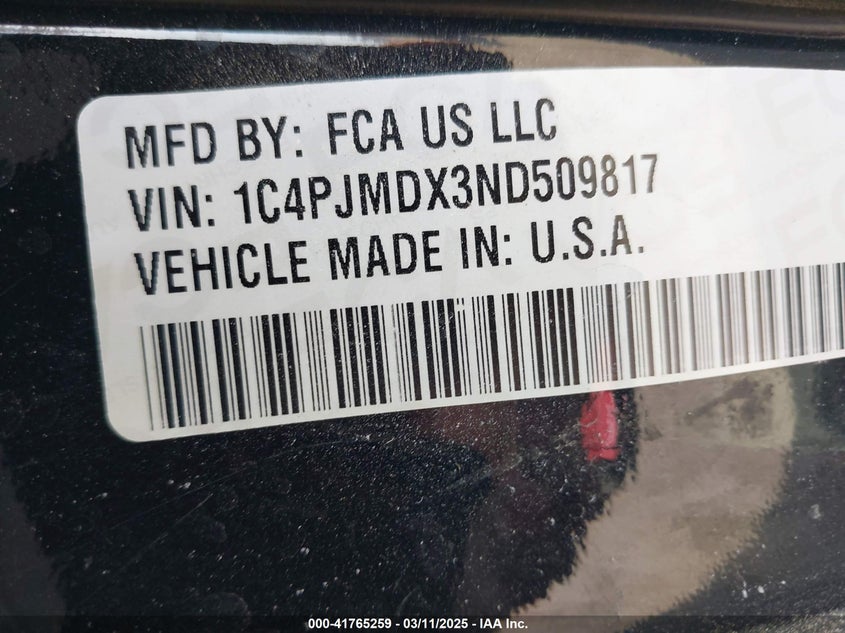 MFD BY: FCA US LLC
VIN: 1C4PJMDX3ND509817
VEHICLE MADE IN: U.S.A.
000-41765259 - 03/11/2025 - IAA Inc.